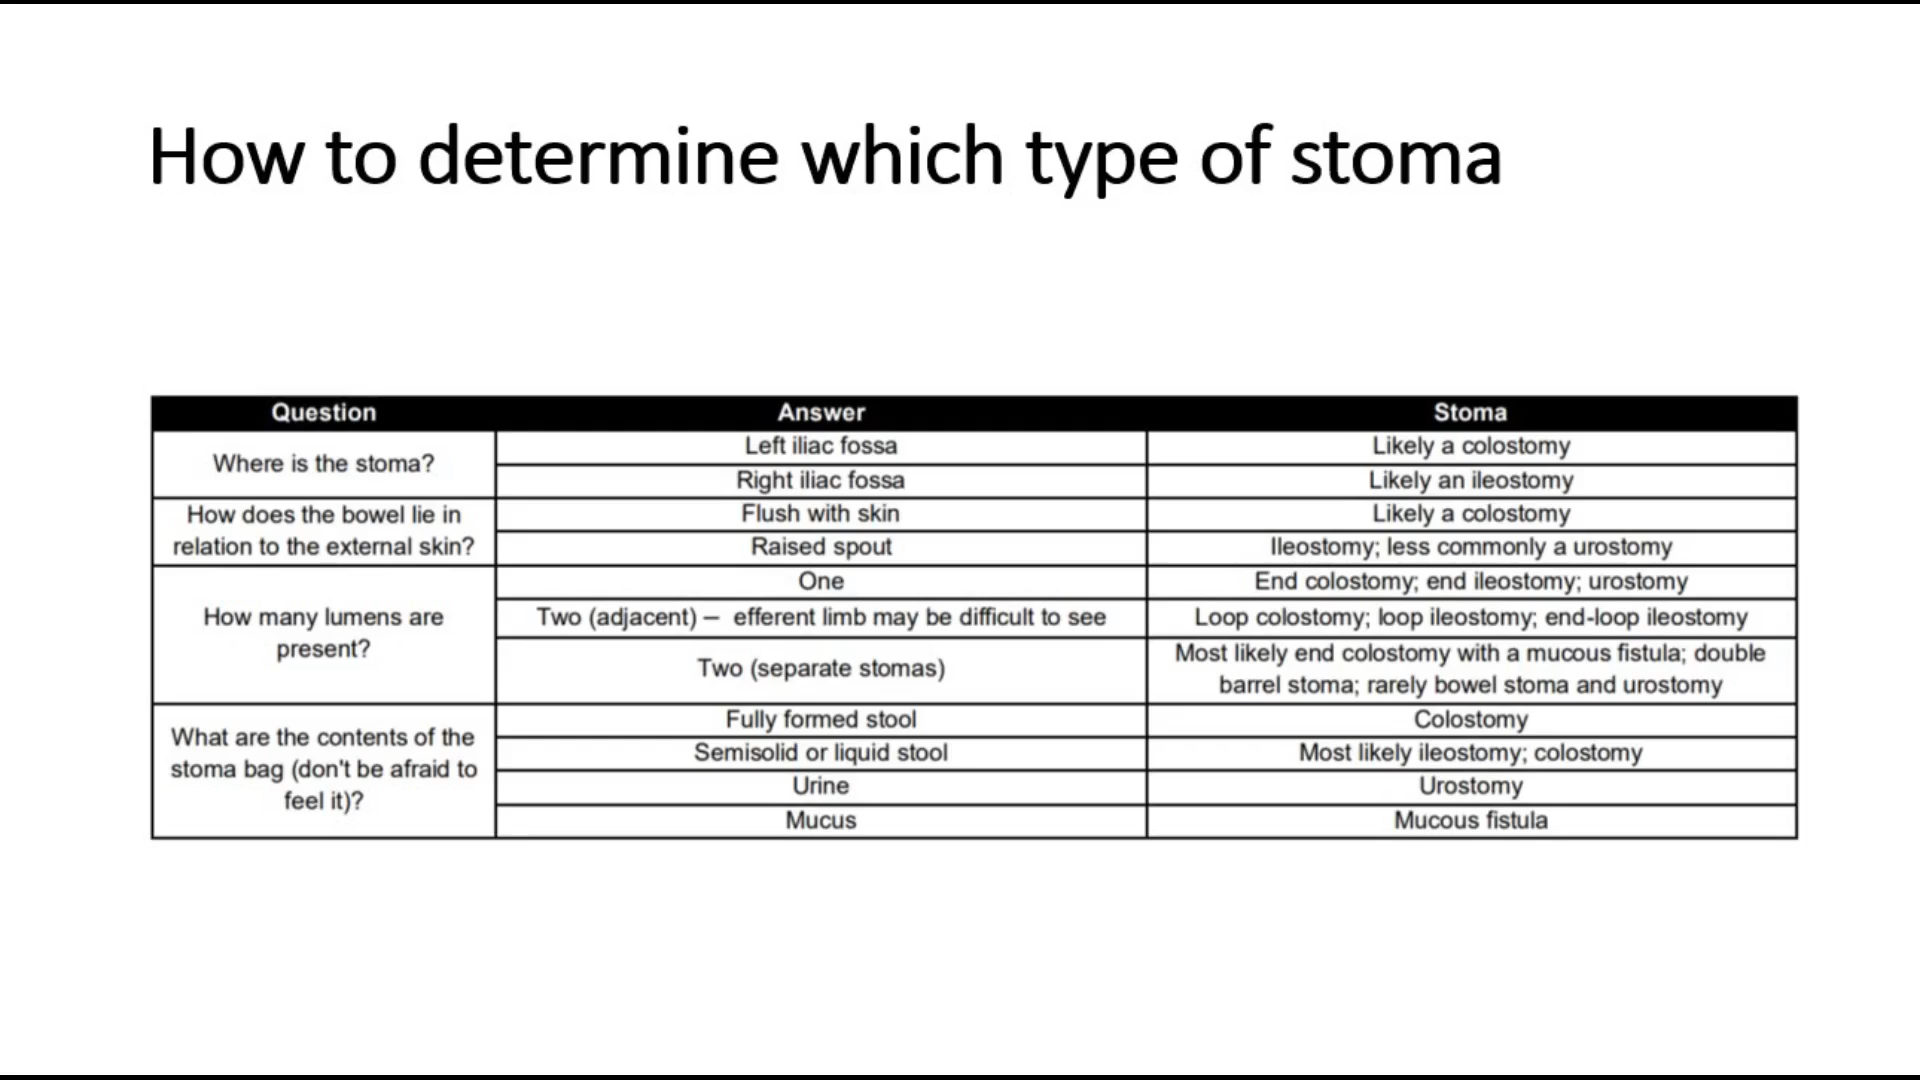 How to determine which type of stoma
Question Answer Stoma
Where is the stoma?
Left iliac fossa Likely a colostomy
Right iliac fossa Likely an ileostomy
How does the bowel lie in
relation to the external skin?
Flush with skin Likely a colostomy
Raised spout Ileostomy; less commonly a urostomy
How many lumens are
present?
One End colostomy; end ileostomy; urostomy
Two (adjacent) – efferent limb may be difficult to see Loop colostomy; loop ileostomy; end-loop ileostomy
Two (separate stomas) Most likely end colostomy with a mucous fistula; double
barrel stoma; rarely bowel stoma and urostomy
What are the contents of the
stoma bag (don't be afraid to
feel it)?
Fully formed stool Colostomy
Semisolid or liquid stool Most likely ileostomy; colostomy
Urine Urostomy
Mucus Mucous fistula